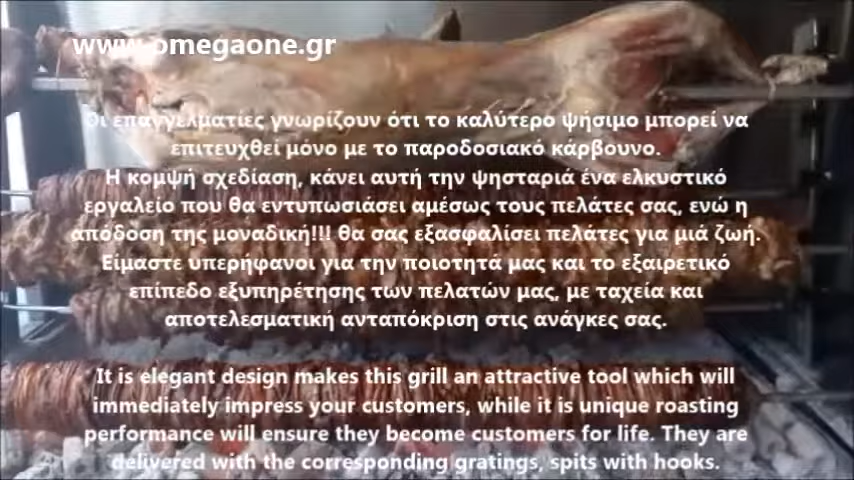 www.omegaone.gr
Οι επαγγελματίες γνωρίζουν ότι το καλύτερο ψήσιμο μπορεί να
επιτευχθεί μόνο με το παροδοσιακό κάρβουνο.
Η κομψή σχεδίαση, κάνει αυτή την ψησταριά ένα ελκυστικό
εργαλείο που θα εντυπωσιάσει αμέσως τους πελάτες σας, ενώ η
απόδοση της μοναδική!!! θα σας εξασφαλίσει πελάτες για μιά ζωή.
Είμαστε υπερήφανοι για την ποιοτητά μας και το εξαιρετικό
επίπεδο εξυπηρέτησης των πελατών μας, με ταχεία και
αποτελεσματική ανταπόκριση στις ανάγκες σας.
It is elegant design makes this grill an attractive tool which will
immediately impress your customers, while it is unique roasting
performance will ensure they become customers for life. They are
delivered with the corresponding gratings, spits with hooks.